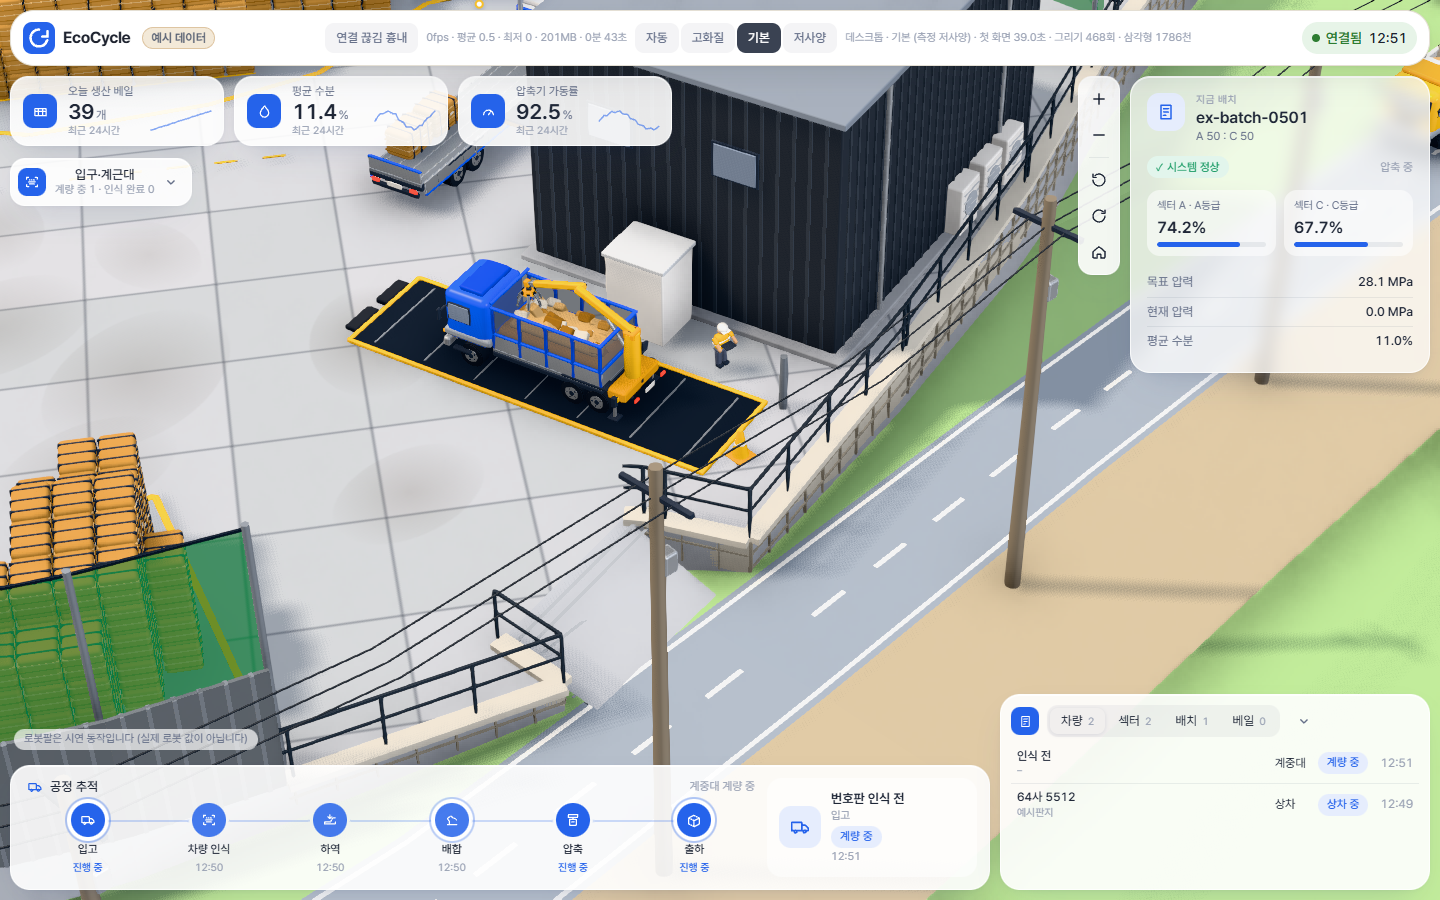 EcoCycle
예시 데이터
연결 끊김 흉내
0fps · 평균 0.5 · 최저 0 · 201MB · 0분 43초
자동
고화질
기본
저사양
데스크톱 · 기본 (측정 저사양) · 첫 화면 39.0초 · 그리기 468회 · 삼각형 1786천
연결됨 12:51
오늘 생산 베일
39개
최근 24시간
평균 수분
11.4%
최근 24시간
압축기 가동률
92.5%
최근 24시간
입구·계근대
계량 중 1 · 인식 완료 0
지금 배치
ex-batch-0501
A 50 : C 50
✓ 시스템 정상
압축 중
섹터 A · A등급
74.2%
섹터 C · C등급
67.7%
목표 압력 28.1 MPa
현재 압력 0.0 MPa
평균 수분 11.0%
로봇팔은 시연 동작입니다 (실제 로봇 값이 아닙니다)
공정 추적
계중대 계량 중
입고
진행 중
차량 인식
12:50
하역
12:50
배합
12:50
압축
진행 중
출하
진행 중
번호판 인식 전
입고
계량 중
12:51
차량 2
섹터 2
배치 1
베일 0
인식 전
–
계중대
계량 중
12:51
64사 5512
예시판지
상차
상차 중
12:49